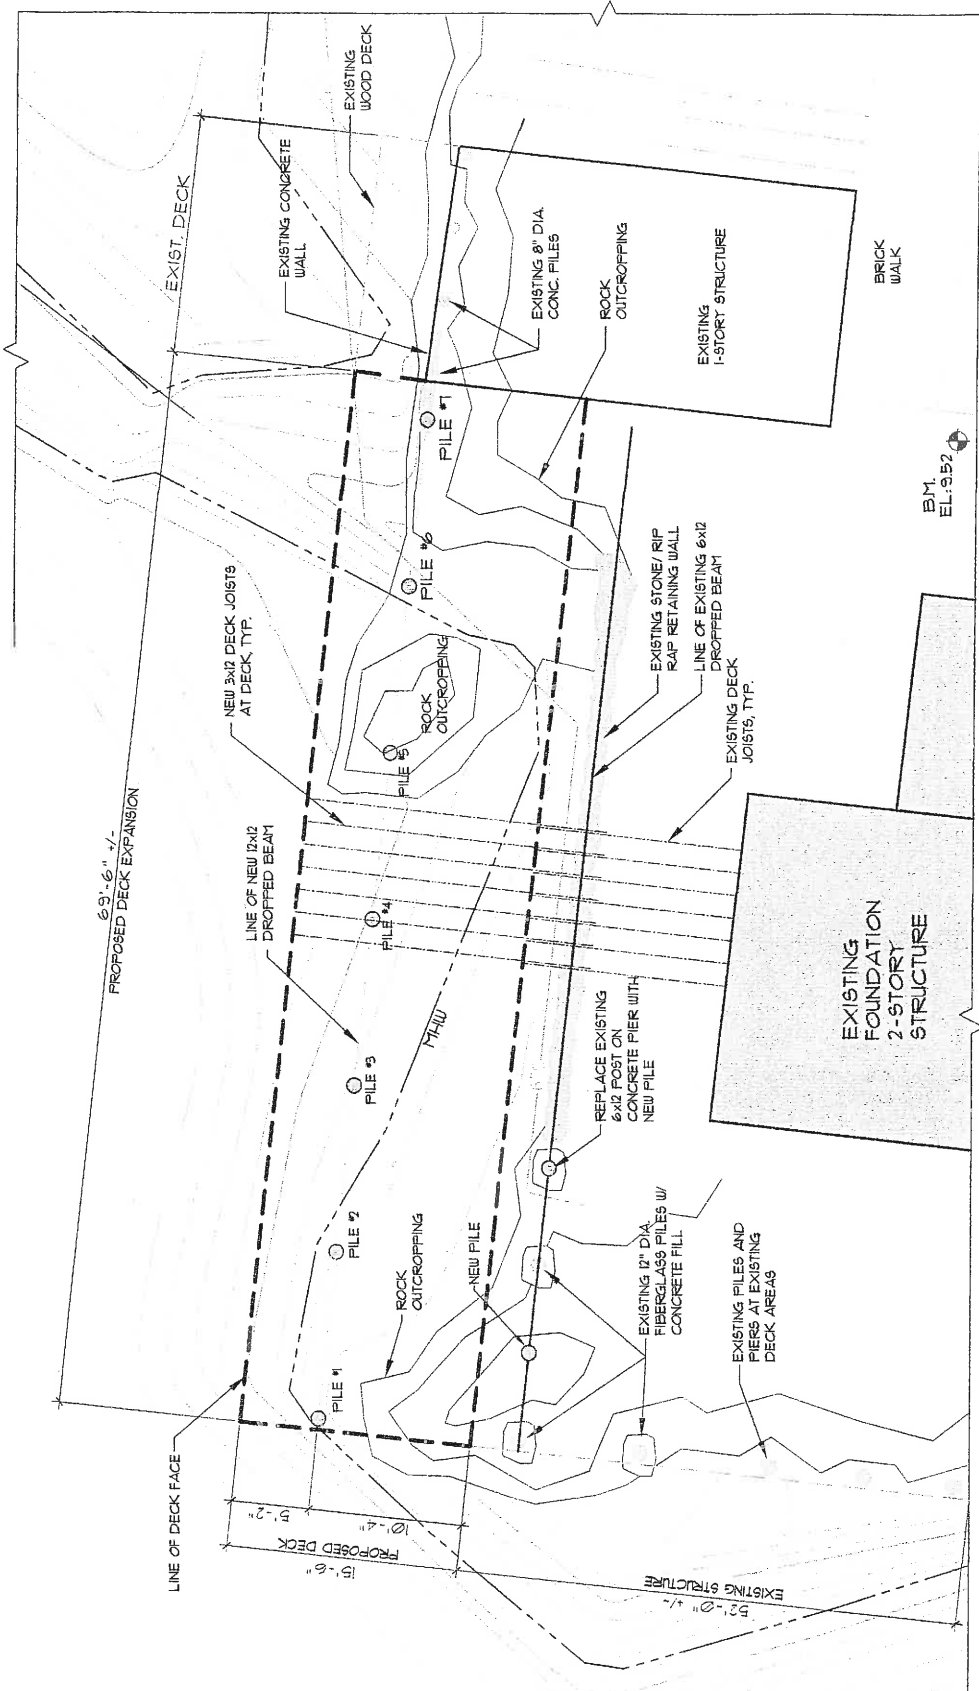 EXIST. DECK
EXISTING
WOOD DECK
EXISTING CONCRETE
WALL
69'-6" +/-
PROPOSED DECK EXPANSION
NEW 3x12 DECK JOISTS
AT DECK, TYP.
LINE OF NEW 12x12
DROPPED BEAM
LINE OF DECK FACE
EXISTING 8" DIA.
CONC. PILES
ROCK
OUTCROPPING
EXISTING
1-STORY STRUCTURE
BRICK
WALK
PILE #7
PILE #6
ROCK
OUTCROPPING
PILE #5
PILE #4
PILE #3
PILE #2
PILE #1
MHW
B.M.
EL.: 9.52
EXISTING STONE/ RIP
RAP RETAINING WALL
LINE OF EXISTING 6x12
DROPPED BEAM
EXISTING DECK
JOISTS, TYP.
EXISTING
FOUNDATION
2-STORY
STRUCTURE
REPLACE EXISTING
6x12 POST ON
CONCRETE PIER WITH
NEW PILE
ROCK
OUTCROPPING
NEW PILE
EXISTING 12" DIA.
FIBERGLASS PILES W/
CONCRETE FILL
EXISTING PILES AND
PIERS AT EXISTING
DECK AREAS
5'-2"
10'-4"
15'-6"
PROPOSED DECK
52'-0" +/-
EXISTING STRUCTURE